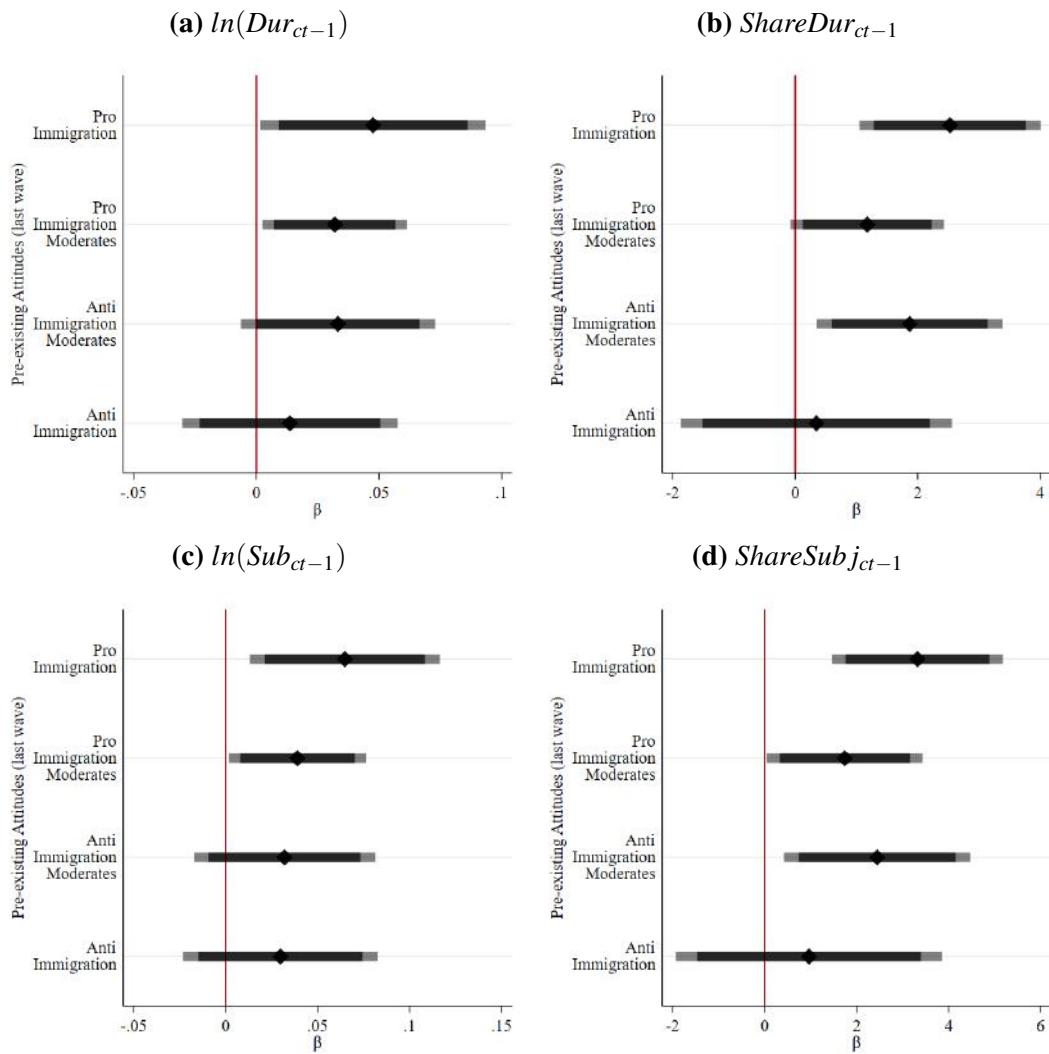 (a) ln(Dur_{ct−1})
Pre-existing Attitudes (last wave)
Pro
Immigration
Pro
Immigration
Moderates
Anti
Immigration
Moderates
Anti
Immigration
-.05 0 .05 .1
β
(b) ShareDur_{ct−1}
Pre-existing Attitudes (last wave)
Pro
Immigration
Pro
Immigration
Moderates
Anti
Immigration
Moderates
Anti
Immigration
-2 0 2 4
β
(c) ln(Sub_{ct−1})
Pre-existing Attitudes (last wave)
Pro
Immigration
Pro
Immigration
Moderates
Anti
Immigration
Moderates
Anti
Immigration
-.05 0 .05 .1 .15
β
(d) ShareSubj_{ct−1}
Pre-existing Attitudes (last wave)
Pro
Immigration
Pro
Immigration
Moderates
Anti
Immigration
Moderates
Anti
Immigration
-2 0 2 4 6
β